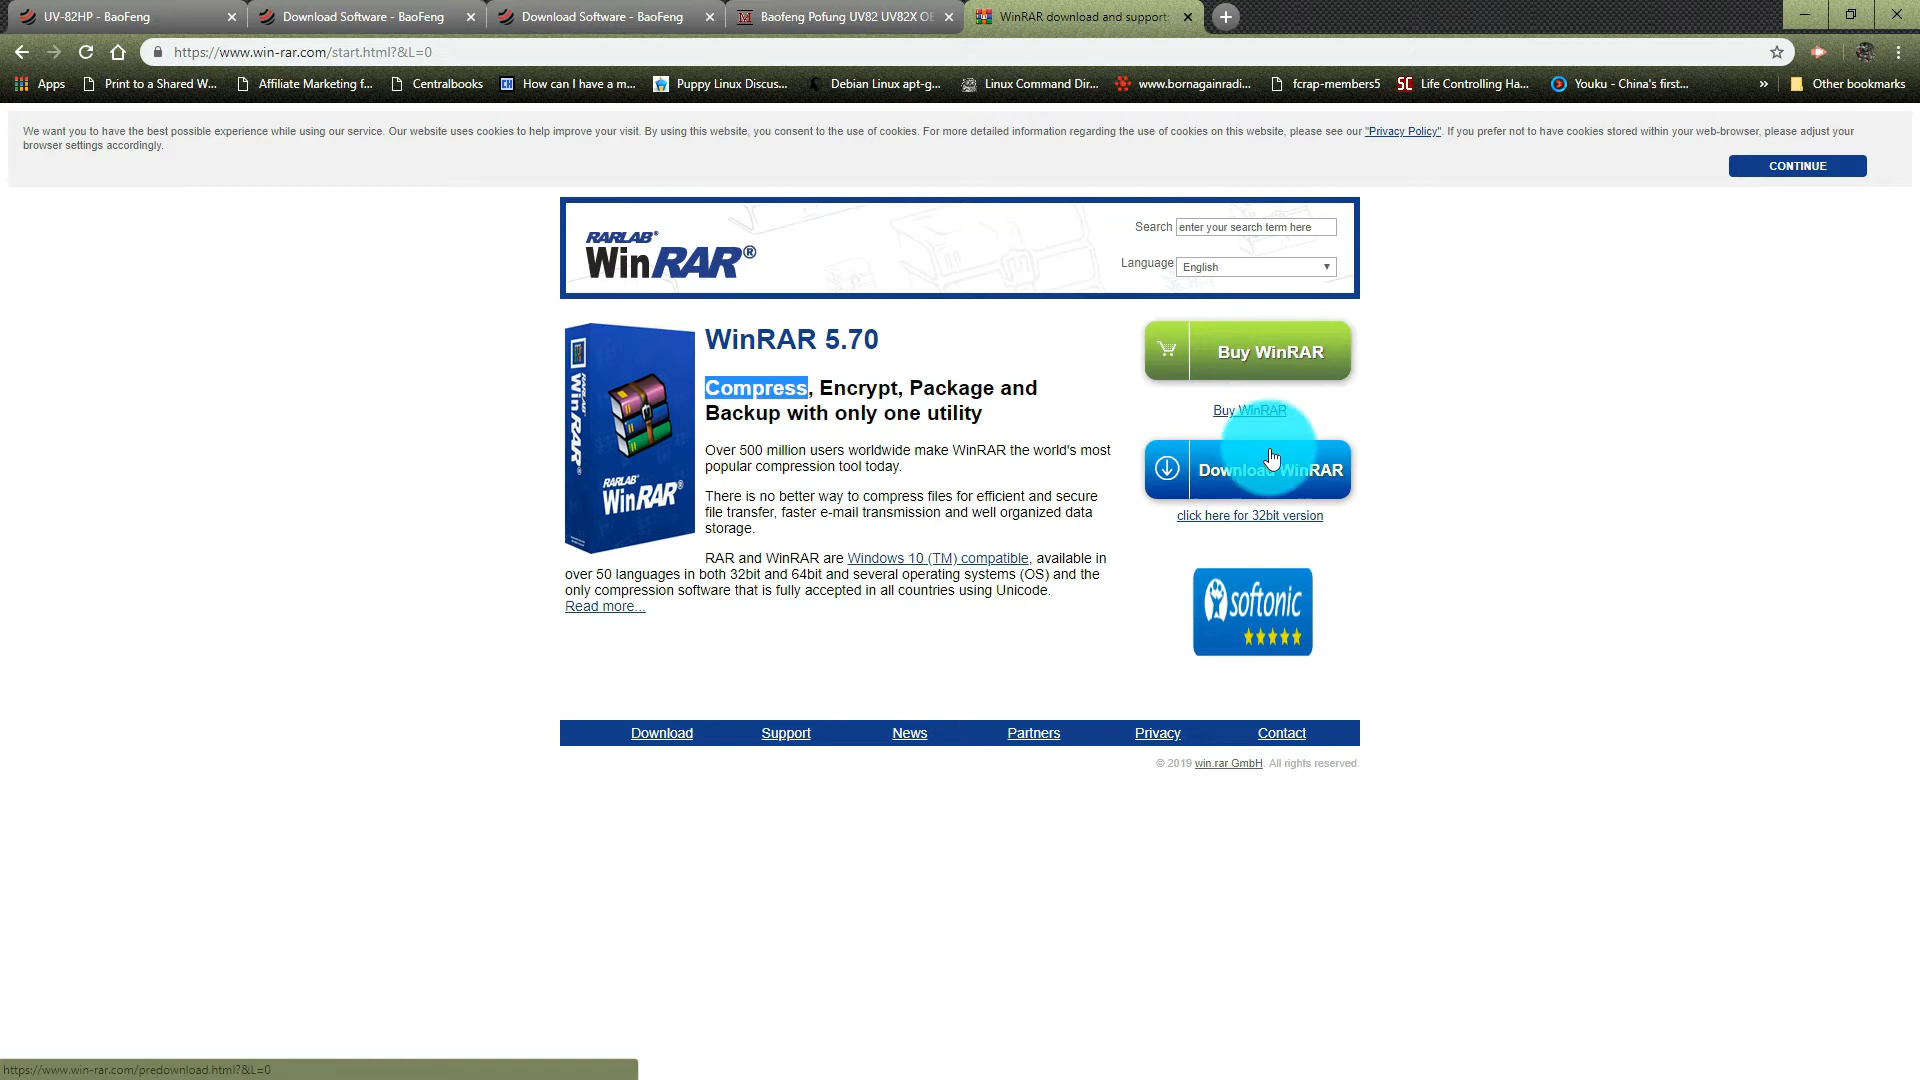 UV-82HP - BaoFeng
Download Software - BaoFeng
Download Software - BaoFeng
Baofeng Pofung UV82 UV82X OE
WinRAR download and support:
https://www.win-rar.com/start.html?&L=0
Apps
Print to a Shared W...
Affiliate Marketing f...
Centralbooks
How can I have a m...
Puppy Linux Discus...
Debian Linux apt-g...
Linux Command Dir...
www.bornagainradi...
fcrap-members5
Life Controlling Ha...
Youku - China's first...
»
Other bookmarks
We want you to have the best possible experience while using our service. Our website uses cookies to help improve your visit. By using this website, you consent to the use of cookies. For more detailed information regarding the use of cookies on this website, please see our "Privacy Policy". If you prefer not to have cookies stored within your web-browser, please adjust your
browser settings accordingly.
CONTINUE
RARLAB®
WinRAR®
Search
enter your search term here
Language
English
WinRAR
RARLAB
WinRAR®
WinRAR 5.70
Compress, Encrypt, Package and
Backup with only one utility
Over 500 million users worldwide make WinRAR the world's most
popular compression tool today.
There is no better way to compress files for efficient and secure
file transfer, faster e-mail transmission and well organized data
storage.
RAR and WinRAR are Windows 10 (TM) compatible, available in
over 50 languages in both 32bit and 64bit and several operating systems (OS) and the
only compression software that is fully accepted in all countries using Unicode.
Read more...
Buy WinRAR
Buy WinRAR
Download WinRAR
click here for 32bit version
softonic
Download
Support
News
Partners
Privacy
Contact
© 2019 win.rar GmbH. All rights reserved.
https://www.win-rar.com/predownload.html?&L=0